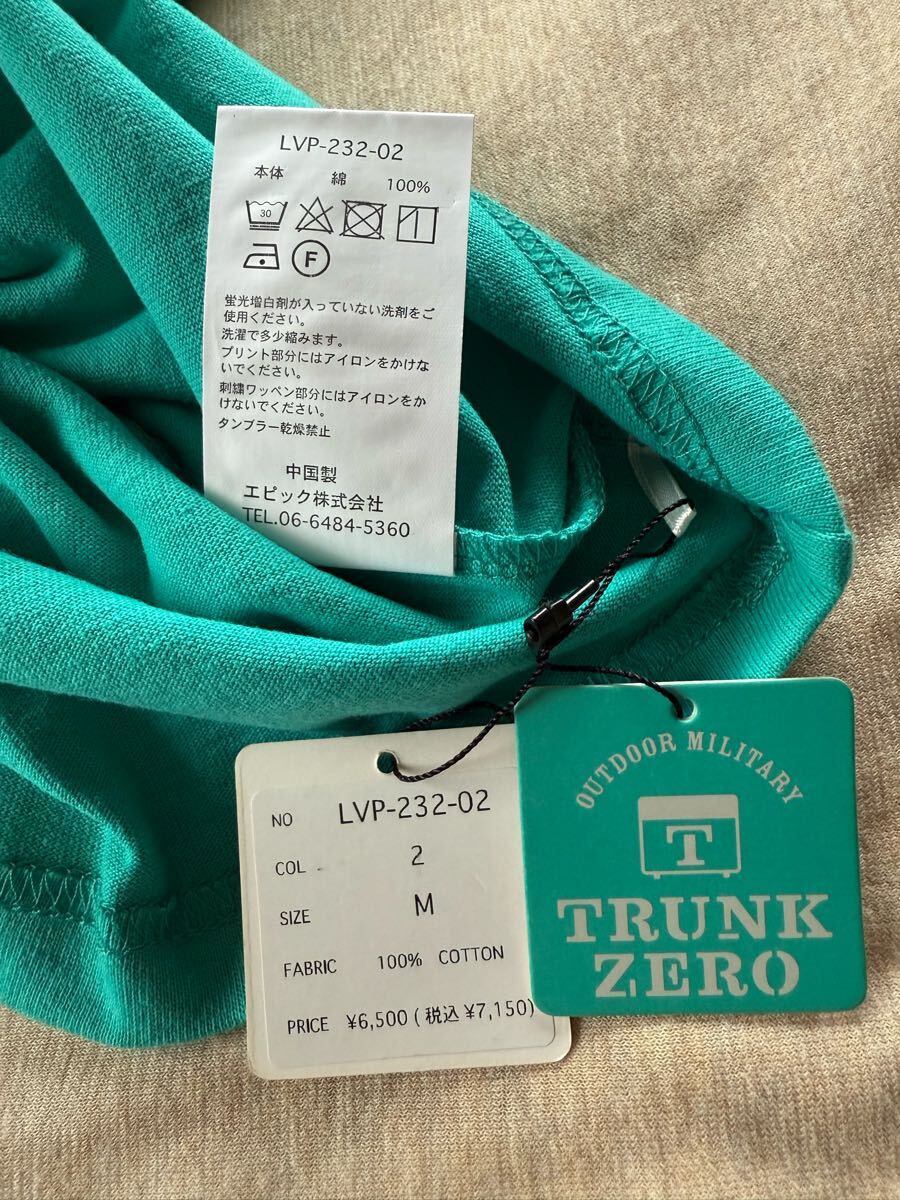 LVP-232-02
本体 綿 100%
30
F
蛍光増白剤が入っていない洗剤をご
使用ください。
洗濯で多少縮みます。
プリント部分にはアイロンをかけな
いでください。
刺繍ワッペン部分にはアイロンをか
けないでください。
タンブラー乾燥禁止
中国製
エピック株式会社
TEL.06-6484-5360
NO LVP-232-02
COL 2
SIZE M
FABRIC 100% COTTON
PRICE ¥6,500 ( 税込 ¥7,150)
OUTDOOR MILITARY
T
TRUNK
ZERO